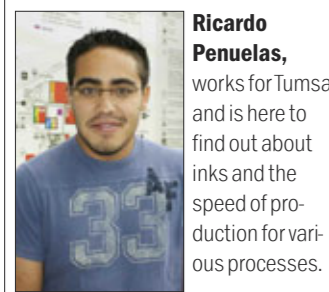 Ricardo
Penuelas,
works for Tumsa
and is here to
find out about
inks and the
speed of pro-
duction for vari-
ous processes.
AF
33